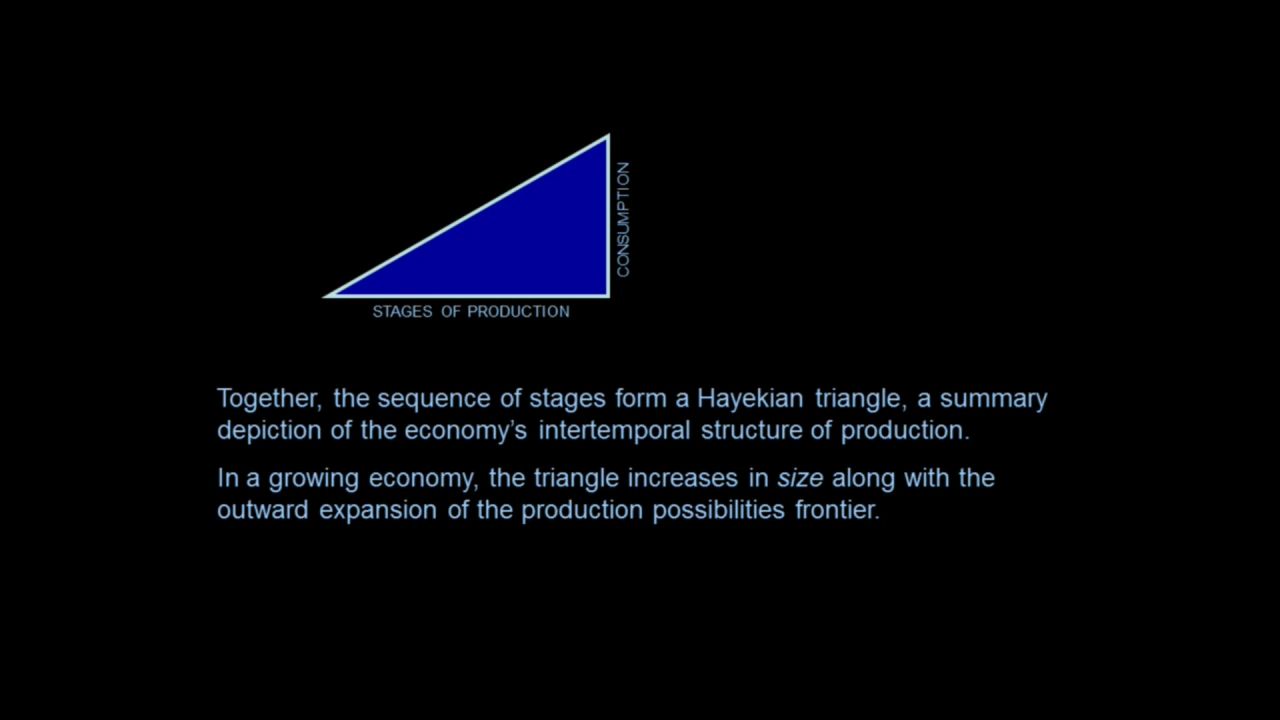 CONSUMPTION
STAGES OF PRODUCTION
Together, the sequence of stages form a Hayekian triangle, a summary
depiction of the economy’s intertemporal structure of production.
In a growing economy, the triangle increases in size along with the
outward expansion of the production possibilities frontier.